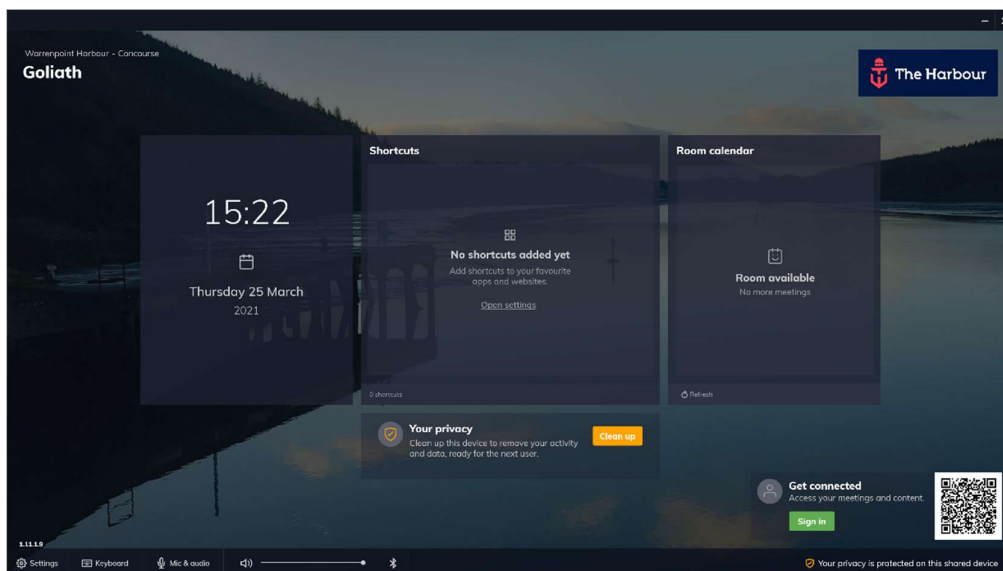 Warrenpoint Harbour - Concourse
Goliath
The Harbour
15:22
Thursday 25 March
2021
Shortcuts
No shortcuts added yet
Add shortcuts to your favourite
apps and websites.
Open settings
0 shortcuts
Room calendar
Room available
No more meetings
Refresh
Your privacy
Clean up this device to remove your activity
and data, ready for the next user.
Clean up
Get connected
Access your meetings and content.
Sign in
1.11.1.9
Settings
Keyboard
Mic & audio
Your privacy is protected on this shared device